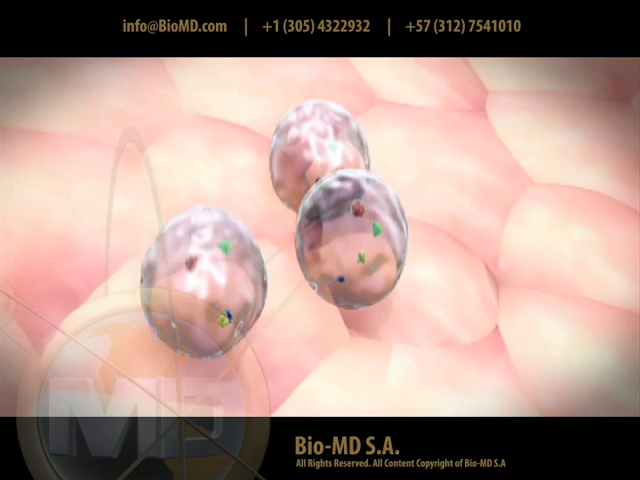 info@BioMD.com | +1 (305) 4322932 | +57 (312) 7541010
MD
Bio-MD S.A.
All Rights Reserved. All Content Copyright of Bio-MD S.A